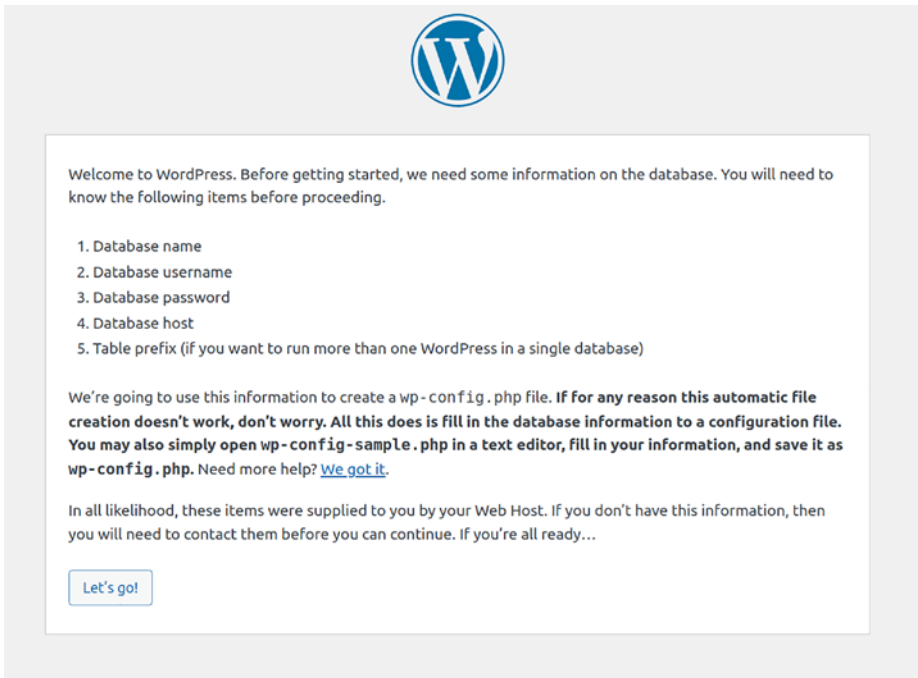 W
Welcome to WordPress. Before getting started, we need some information on the database. You will need to
know the following items before proceeding.
1. Database name
2. Database username
3. Database password
4. Database host
5. Table prefix (if you want to run more than one WordPress in a single database)
We’re going to use this information to create a wp-config.php file. If for any reason this automatic file
creation doesn’t work, don’t worry. All this does is fill in the database information to a configuration file.
You may also simply open wp-config-sample.php in a text editor, fill in your information, and save it as
wp-config.php. Need more help? We got it.
In all likelihood, these items were supplied to you by your Web Host. If you don’t have this information, then
you will need to contact them before you can continue. If you’re all ready…
Let’s go!